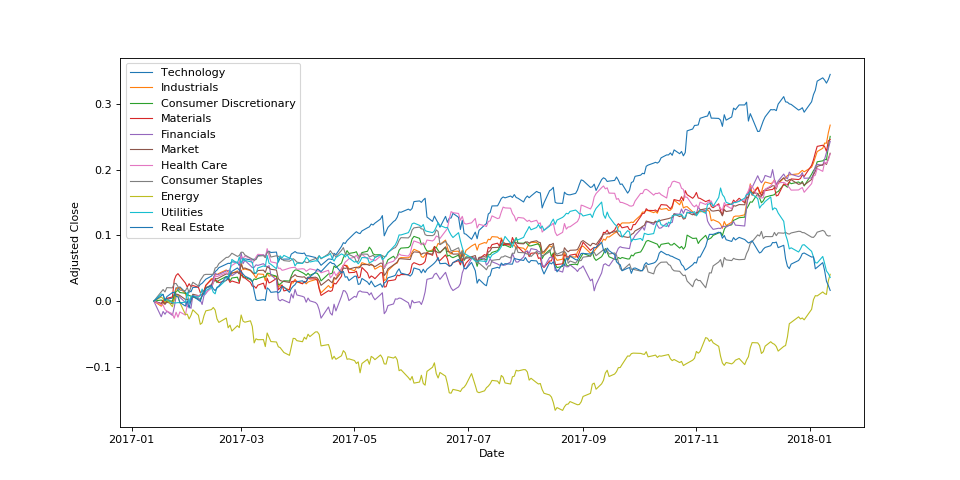 Technology
Industrials
Consumer Discretionary
Materials
Financials
Market
Health Care
Consumer Staples
Energy
Utilities
Real Estate
Adjusted Close
0.3
0.2
0.1
0.0
−0.1
2017-01 2017-03 2017-05 2017-07 2017-09 2017-11 2018-01
Date